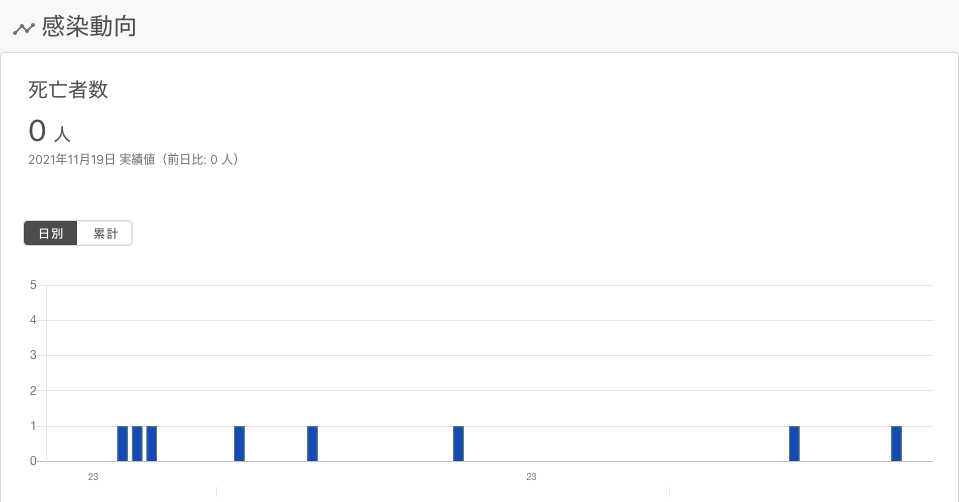 感染動向
死亡者数
0 人
2021年11月19日 実績値（前日比: 0 人）
日別 累計
5
4
3
2
1
0
23 23